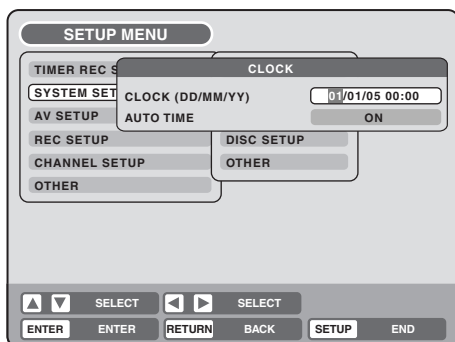 SETUP MENU
TIMER REC S
SYSTEM SET
AV SETUP
REC SETUP
CHANNEL SETUP
OTHER
CLOCK
CLOCK (DD/MM/YY) 01/01/05 00:00
AUTO TIME ON
DISC SETUP
OTHER
SELECT SELECT
ENTER ENTER RETURN BACK SETUP END